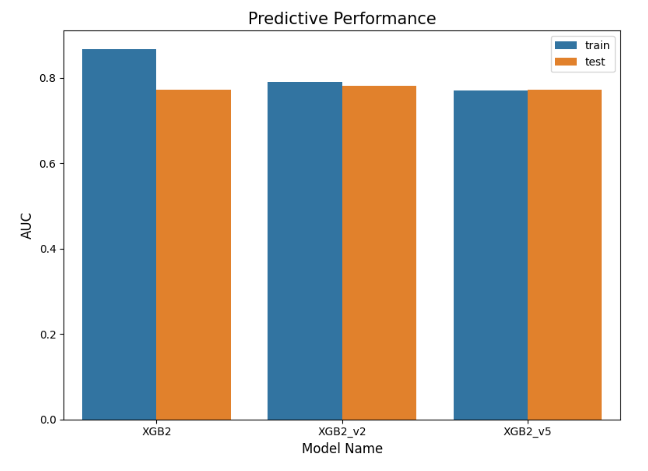 Predictive Performance
train
test
AUC
0.8
0.6
0.4
0.2
0.0
XGB2
XGB2_v2
XGB2_v5
Model Name